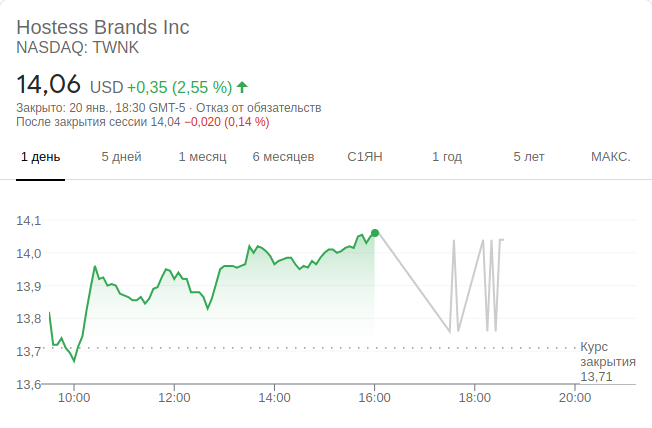 Hostess Brands Inc
NASDAQ: TWNK
14,06 USD +0,35 (2,55 %)
Закрыто: 20 янв., 18:30 GMT-5 · Отказ от обязательств
После закрытия сессии 14,04 −0,020 (0,14 %)
1 день 5 дней 1 месяц 6 месяцев С1ЯН 1 год 5 лет МАКС.
14,1
14,0
13,9
13,8
13,7
13,6
Курс
закрытия
13,71
10:00 12:00 14:00 16:00 18:00 20:00